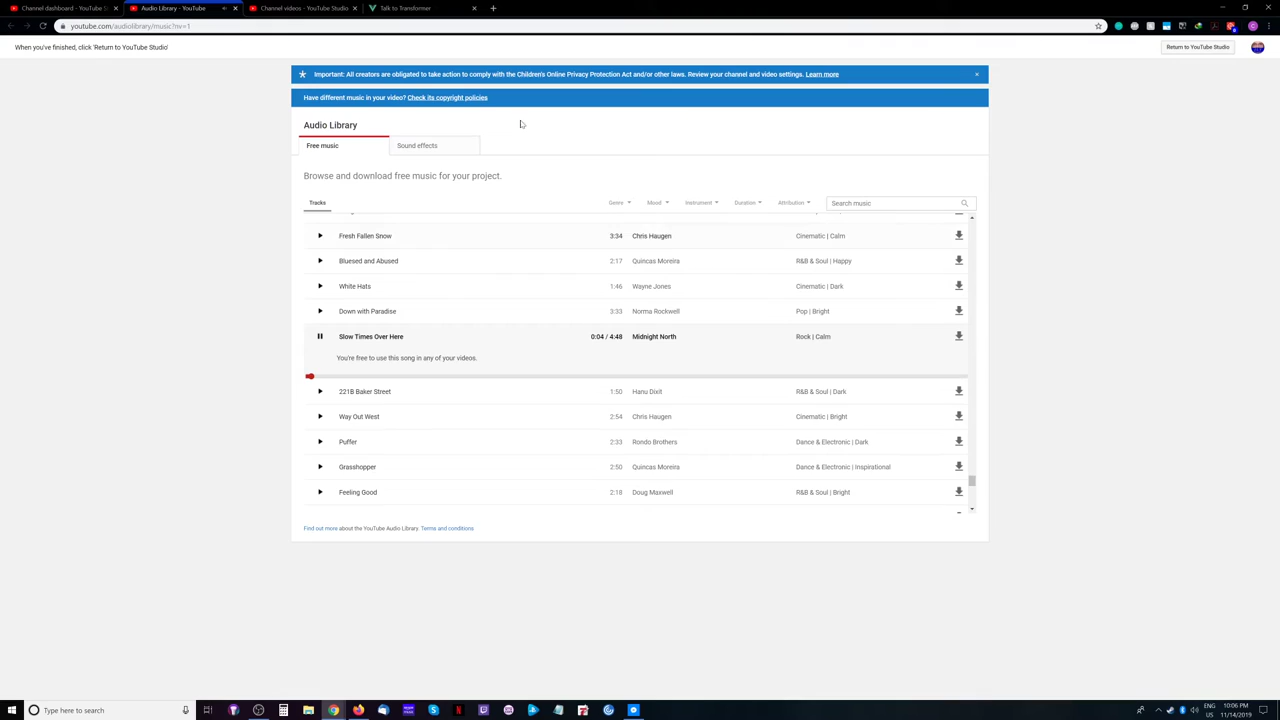 Channel dashboard - YouTube S
Audio Library - YouTube
Channel videos - YouTube Studio
Talk to Transformer
youtube.com/audiolibrary/music?nv=1
When you've finished, click 'Return to YouTube Studio'
Return to YouTube Studio
Important: All creators are obligated to take action to comply with the Children's Online Privacy Protection Act and/or other laws. Review your channel and video settings. Learn more
Have different music in your video? Check its copyright policies
Audio Library
Free music
Sound effects
Browse and download free music for your project.
Tracks
Genre
Mood
Instrument
Duration
Attribution
Search music
Fresh Fallen Snow 3:34 Chris Haugen Cinematic | Calm
Bluesed and Abused 2:17 Quincas Moreira R&B & Soul | Happy
White Hats 1:46 Wayne Jones Cinematic | Dark
Down with Paradise 3:33 Norma Rockwell Pop | Bright
Slow Times Over Here 0:04 / 4:48 Midnight North Rock | Calm
You're free to use this song in any of your videos.
221B Baker Street 1:50 Hanu Dixit R&B & Soul | Dark
Way Out West 2:54 Chris Haugen Cinematic | Bright
Puffer 2:33 Rondo Brothers Dance & Electronic | Dark
Grasshopper 2:50 Quincas Moreira Dance & Electronic | Inspirational
Feeling Good 2:18 Doug Maxwell R&B & Soul | Bright
Find out more about the YouTube Audio Library. Terms and conditions
Type here to search
ENG
US
10:06 PM
11/14/2019